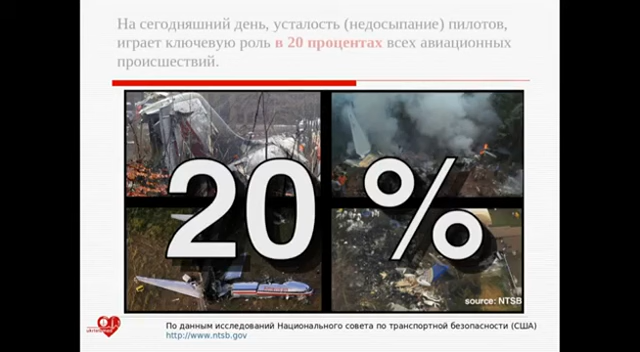 На сегодняшний день, усталость (недосыпание) пилотов,
играет ключевую роль в 20 процентах всех авиационных
происшествий.
20 %
source: NTSB
По данным исследований Национального совета по транспортной безопасности (США)
http://www.ntsb.gov